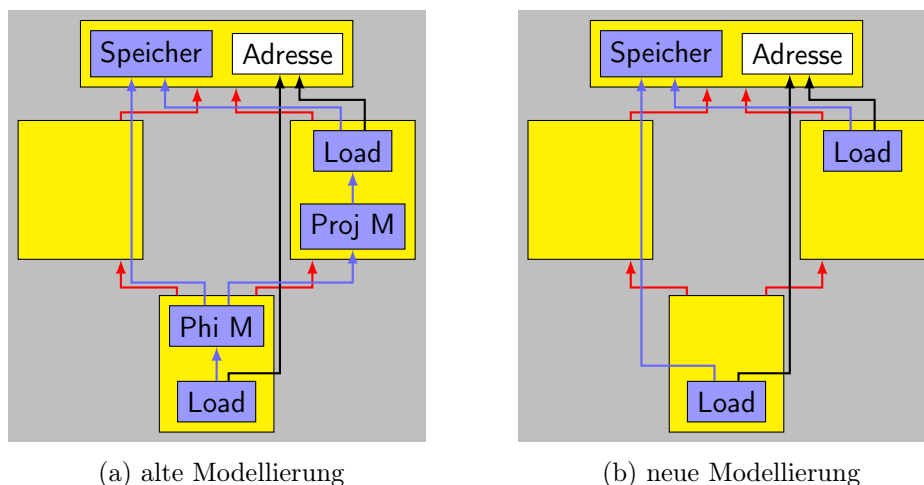 Speicher Adresse
Load
Proj M
Phi M
Load
(a) alte Modellierung
Speicher Adresse
Load
Load
(b) neue Modellierung